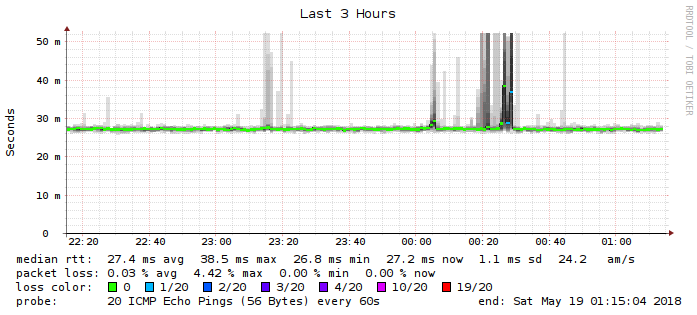 Last 3 Hours
RRDTOOL / TOBI OETIKER
Seconds
50 m
40 m
30 m
20 m
10 m
0
22:20 22:40 23:00 23:20 23:40 00:00 00:20 00:40 01:00
median rtt: 27.4 ms avg 38.5 ms max 26.8 ms min 27.2 ms now 1.1 ms sd 24.2 am/s
packet loss: 0.03 % avg 4.42 % max 0.00 % min 0.00 % now
loss color: 0 1/20 2/20 3/20 4/20 10/20 19/20
probe: 20 ICMP Echo Pings (56 Bytes) every 60s end: Sat May 19 01:15:04 2018